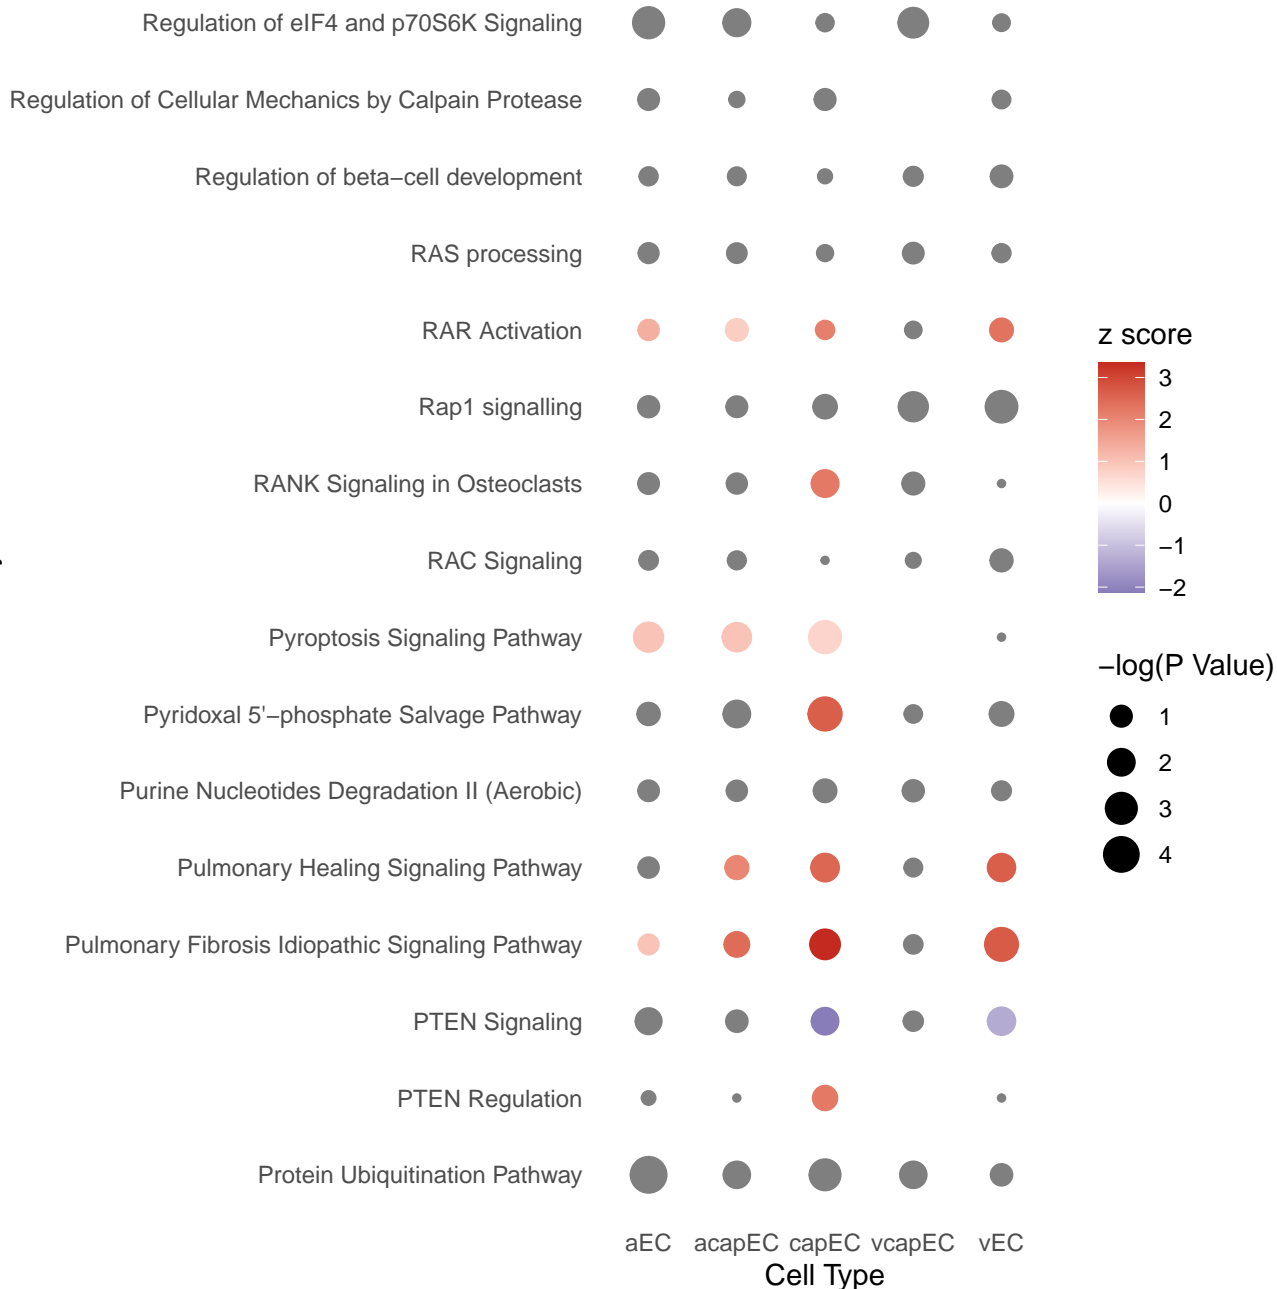 Regulation of eIF4 and p70S6K Signaling
Regulation of Cellular Mechanics by Calpain Protease
Regulation of beta−cell development
RAS processing
RAR Activation
Rap1 signalling
RANK Signaling in Osteoclasts
RAC Signaling
Pyroptosis Signaling Pathway
Pyridoxal 5'−phosphate Salvage Pathway
Purine Nucleotides Degradation II (Aerobic)
Pulmonary Healing Signaling Pathway
Pulmonary Fibrosis Idiopathic Signaling Pathway
PTEN Signaling
PTEN Regulation
Protein Ubiquitination Pathway
aEC acapEC capEC vcapEC vEC
Cell Type
z score
3
2
1
0
−1
−2
−log(P Value)
1
2
3
4